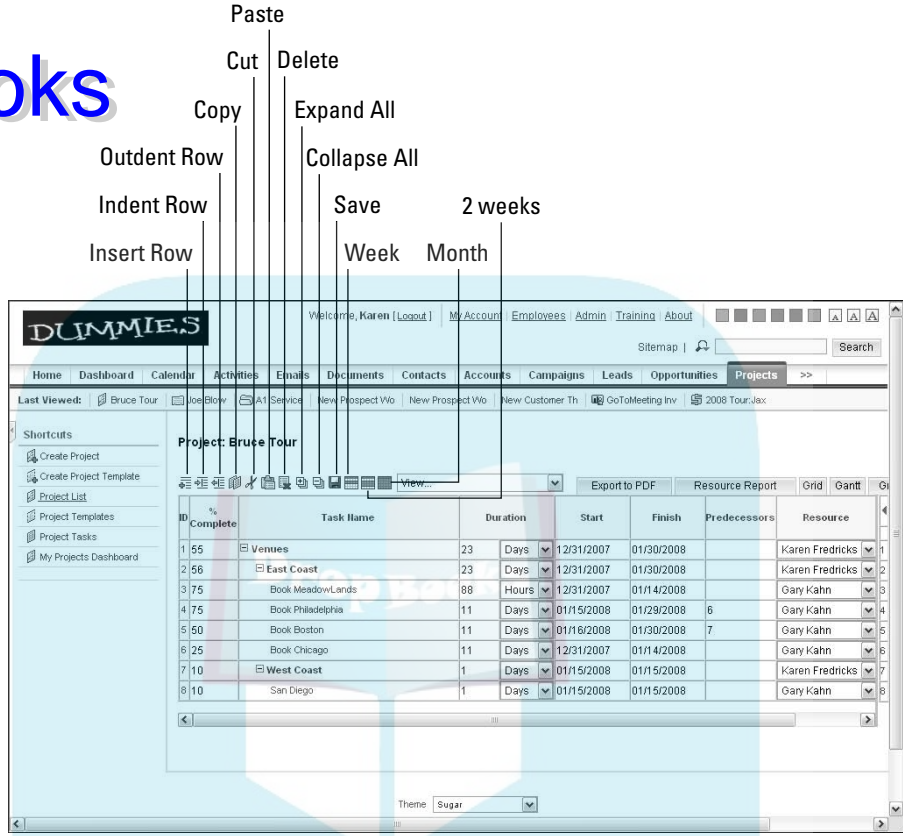 Paste
oks
Cut Delete
Copy Expand All
Outdent Row Collapse All
Indent Row Save 2 weeks
Insert Row Week Month
DUMMIES
Welcome, Karen [ Logout ] My Account Employees Admin Training About A A A
Sitemap | Search
Home Dashboard Calendar Activities Emails Documents Contacts Accounts Campaigns Leads Opportunities Projects >>
Last Viewed: Bruce Tour Joe Blow A1 Service New Prospect Wo New Prospect Wo New Customer Th GoToMeeting Inv 2008 Tour:Jax
Shortcuts
Create Project
Create Project Template
Project List
Project Templates
Project Tasks
My Projects Dashboard
Project: Bruce Tour
View... Export to PDF Resource Report Grid Gantt
ID % Complete Task Name Duration Start Finish Predecessors Resource
1 55 Venues 23 Days 12/31/2007 01/30/2008 Karen Fredricks 1
2 56 East Coast 23 Days 12/31/2007 01/30/2008 Karen Fredricks 2
3 75 Book MeadowLands 88 Hours 12/31/2007 01/14/2008 Gary Kahn 3
4 75 Book Philadelphia 11 Days 01/15/2008 01/29/2008 6 Gary Kahn 4
5 50 Book Boston 11 Days 01/16/2008 01/30/2008 7 Gary Kahn 5
6 25 Book Chicago 11 Days 12/31/2007 01/14/2008 Gary Kahn 6
7 10 West Coast 1 Days 01/15/2008 01/15/2008 Karen Fredricks 7
8 10 San Diego 1 Days 01/15/2008 01/15/2008 Gary Kahn 8
Drop Books
Theme Sugar